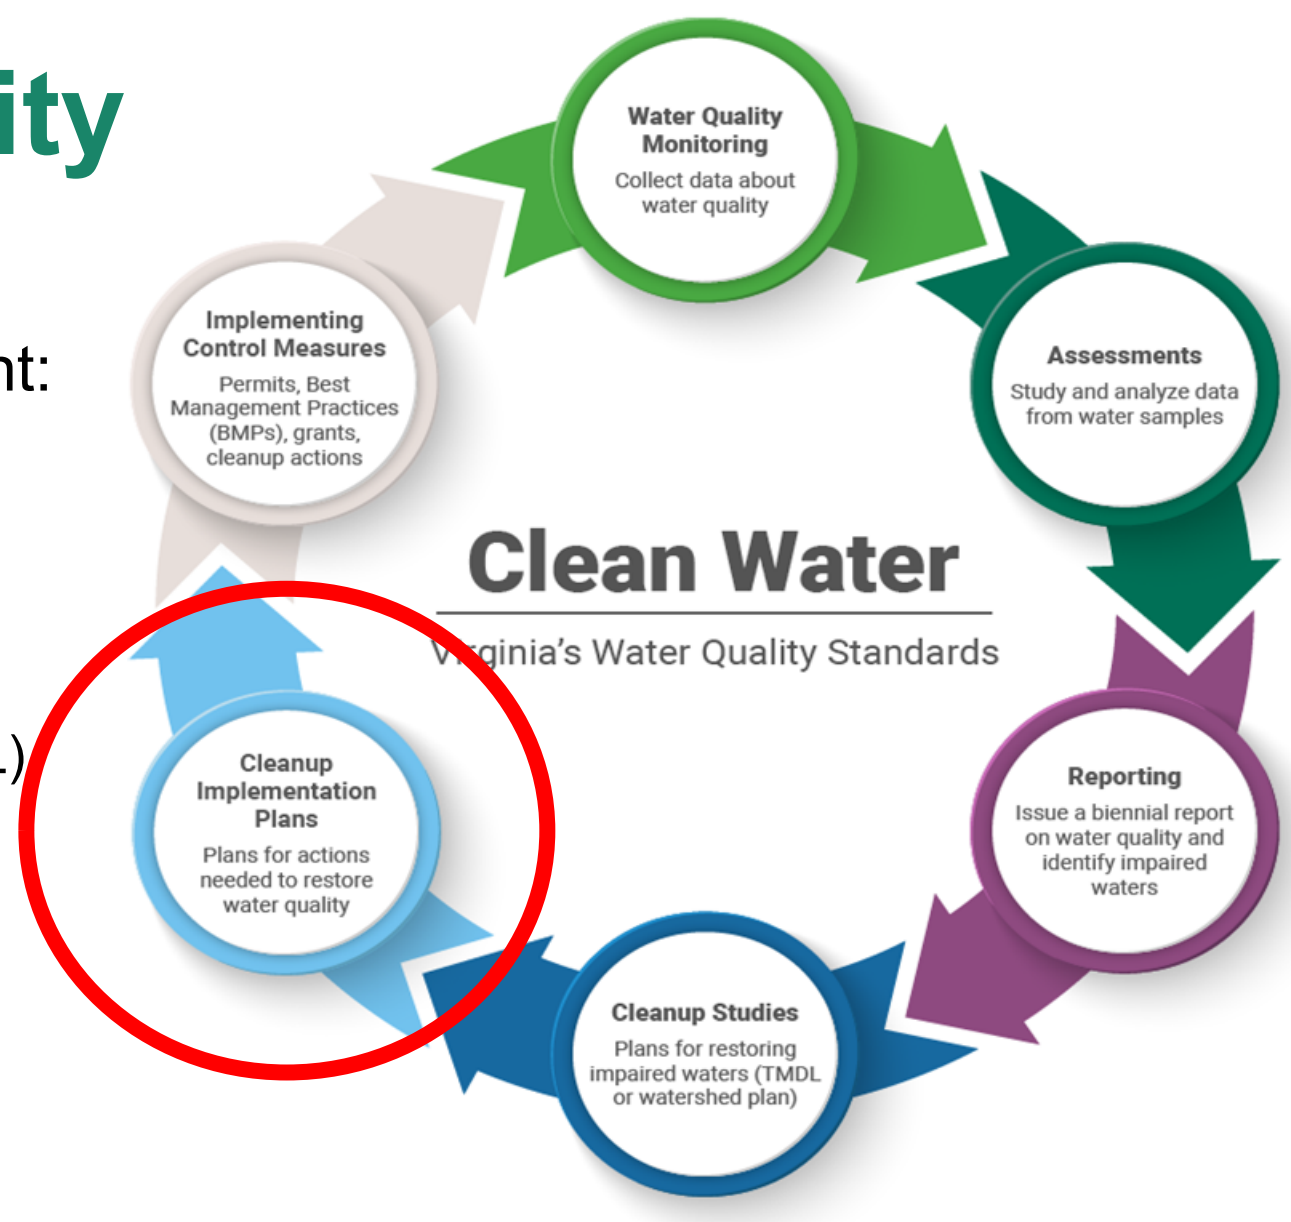 ity
nt:
.)
Water Quality
Monitoring
Collect data about
water quality
Assessments
Study and analyze data
from water samples
Reporting
Issue a biennial report
on water quality and
identify impaired
waters
Cleanup Studies
Plans for restoring
impaired waters (TMDL
or watershed plan)
Cleanup
Implementation
Plans
Plans for actions
needed to restore
water quality
Implementing
Control Measures
Permits, Best
Management Practices
(BMPs), grants,
cleanup actions
Clean Water
Virginia's Water Quality Standards